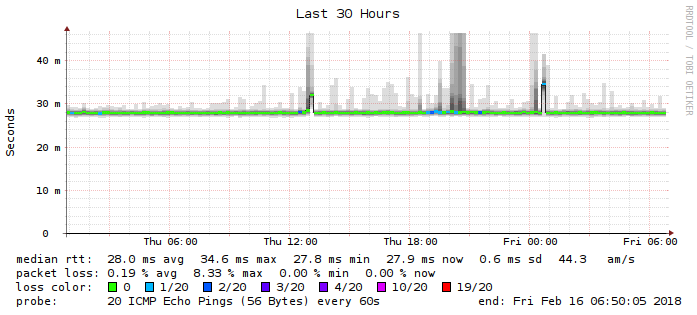 Last 30 Hours
RRDTOOL / TOBI OETIKER
Seconds
40 m
30 m
20 m
10 m
0
Thu 06:00 Thu 12:00 Thu 18:00 Fri 00:00 Fri 06:00
median rtt: 28.0 ms avg 34.6 ms max 27.8 ms min 27.9 ms now 0.6 ms sd 44.3 am/s
packet loss: 0.19 % avg 8.33 % max 0.00 % min 0.00 % now
loss color: 0 1/20 2/20 3/20 4/20 10/20 19/20
probe: 20 ICMP Echo Pings (56 Bytes) every 60s end: Fri Feb 16 06:50:05 2018